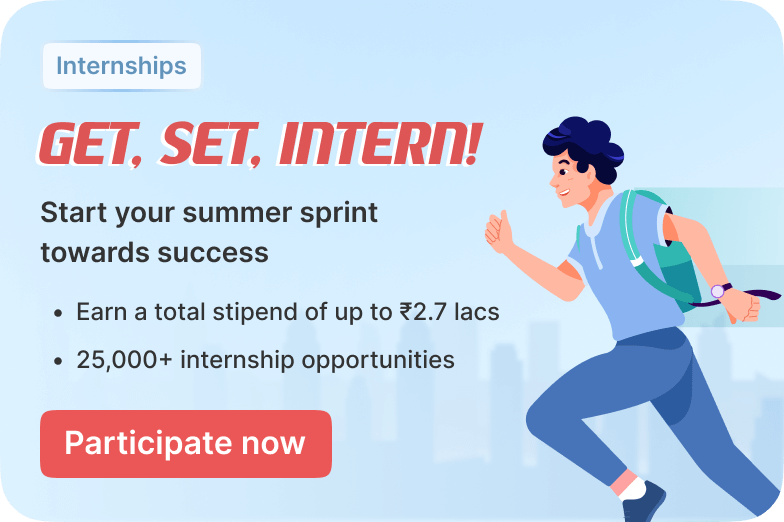 Internships
GET, SET, INTERN!
Start your summer sprint
towards success
• Earn a total stipend of up to ₹2.7 lacs
• 25,000+ internship opportunities
Participate now